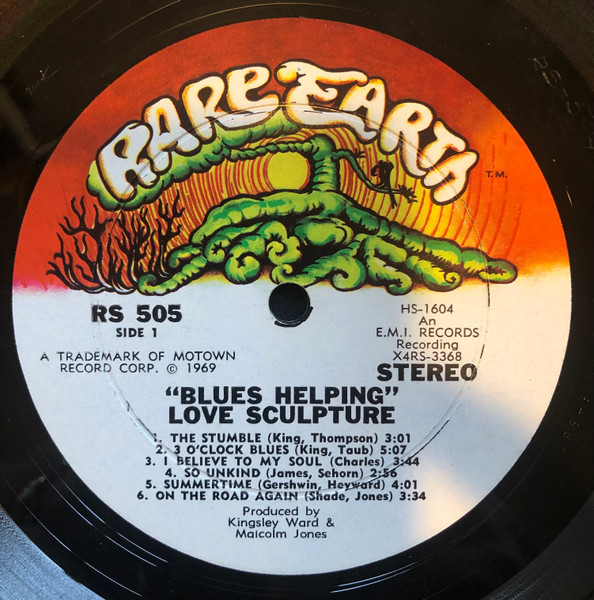 RARE EARTH
T.M.
RS 505
SIDE 1
A TRADEMARK OF MOTOWN
RECORD CORP. © 1969
HS-1604
An
E.M.I. RECORDS
Recording
X4RS-3368
STEREO
"BLUES HELPING"
LOVE SCULPTURE
1. THE STUMBLE (King, Thompson) 3:01
2. 3 O'CLOCK BLUES (King, Taub) 5:07
3. I BELIEVE TO MY SOUL (Charles) 3:44
4. SO UNKIND (James, Sehorn) 2:56
5. SUMMERTIME (Gershwin, Heyward) 4:01
6. ON THE ROAD AGAIN (Shade, Jones) 3:34
Produced by
Kingsley Ward &
Malcolm Jones